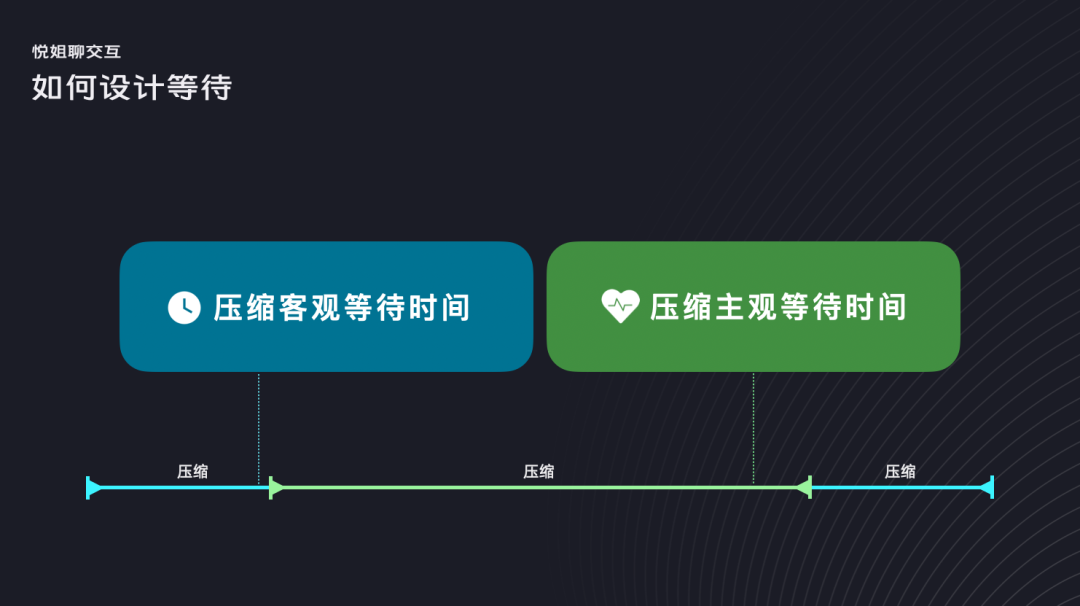 悦姐聊交互
如何设计等待
压缩客观等待时间
压缩主观等待时间
压缩
压缩
压缩